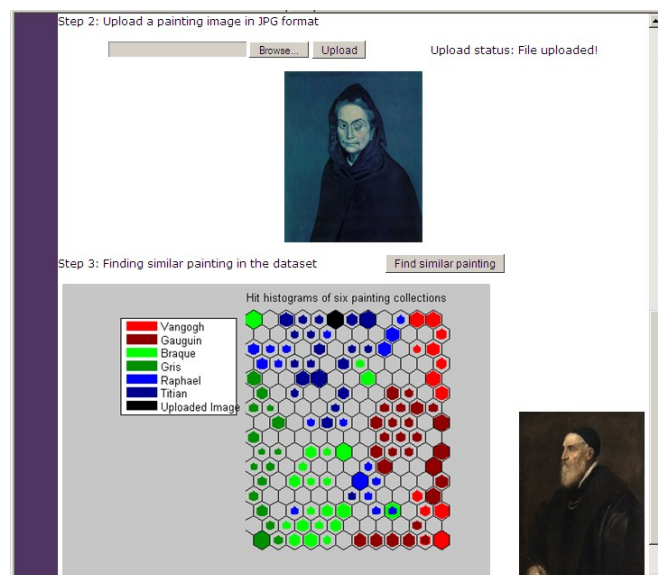 Step 2: Upload a painting image in JPG format
Browse... Upload Upload status: File uploaded!
Step 3: Finding similar painting in the dataset Find similar painting
Hit histograms of six painting collections
Vangogh
Gauguin
Braque
Gris
Raphael
Titian
Uploaded Image